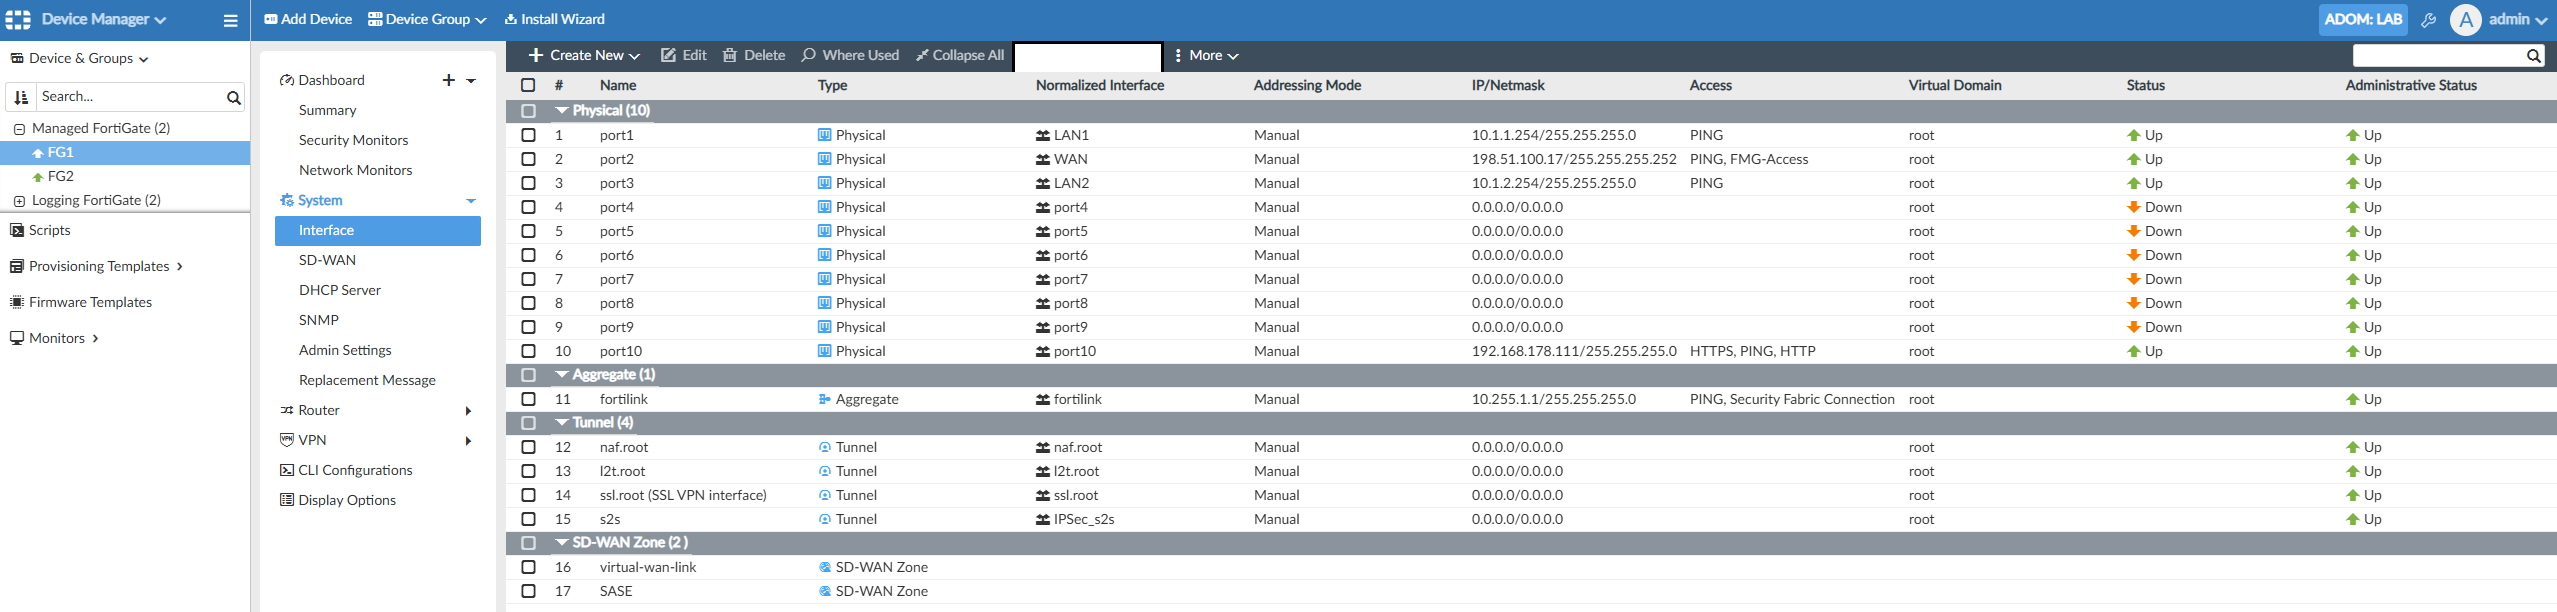 Device Manager
Add Device Device Group Install Wizard
ADOM: LAB A admin
Device & Groups
Search...
Managed FortiGate (2)
FG1
FG2
Logging FortiGate (2)
Scripts
Provisioning Templates
Firmware Templates
Monitors
Dashboard
Summary
Security Monitors
Network Monitors
System
Interface
SD-WAN
DHCP Server
SNMP
Admin Settings
Replacement Message
Router
VPN VPN
CLI Configurations
Display Options
Create New Edit Delete Where Used Collapse All More
# Name Type Normalized Interface Addressing Mode IP/Netmask Access Virtual Domain Status Administrative Status
Physical (10)
1 port1 Physical LAN1 Manual 10.1.1.254/255.255.255.0 PING root Up Up
2 port2 Physical WAN Manual 198.51.100.17/255.255.255.252 PING, FMG-Access root Up Up
3 port3 Physical LAN2 Manual 10.1.2.254/255.255.255.0 PING root Up Up
4 port4 Physical port4 Manual 0.0.0.0/0.0.0.0 root Down Up
5 port5 Physical port5 Manual 0.0.0.0/0.0.0.0 root Down Up
6 port6 Physical port6 Manual 0.0.0.0/0.0.0.0 root Down Up
7 port7 Physical port7 Manual 0.0.0.0/0.0.0.0 root Down Up
8 port8 Physical port8 Manual 0.0.0.0/0.0.0.0 root Down Up
9 port9 Physical port9 Manual 0.0.0.0/0.0.0.0 root Down Up
10 port10 Physical port10 Manual 192.168.178.111/255.255.255.0 HTTPS, PING, HTTP root Up Up
Aggregate (1)
11 fortilink Aggregate fortilink Manual 10.255.1.1/255.255.255.0 PING, Security Fabric Connection root Up
Tunnel (4)
12 naf.root Tunnel naf.root Manual 0.0.0.0/0.0.0.0 root Up
13 l2t.root Tunnel l2t.root Manual 0.0.0.0/0.0.0.0 root Up
14 ssl.root (SSL VPN interface) Tunnel ssl.root Manual 0.0.0.0/0.0.0.0 root Up
15 s2s Tunnel IPSec_s2s Manual 0.0.0.0/0.0.0.0 root Up
SD-WAN Zone (2 )
16 virtual-wan-link SD-WAN Zone
17 SASE SD-WAN Zone